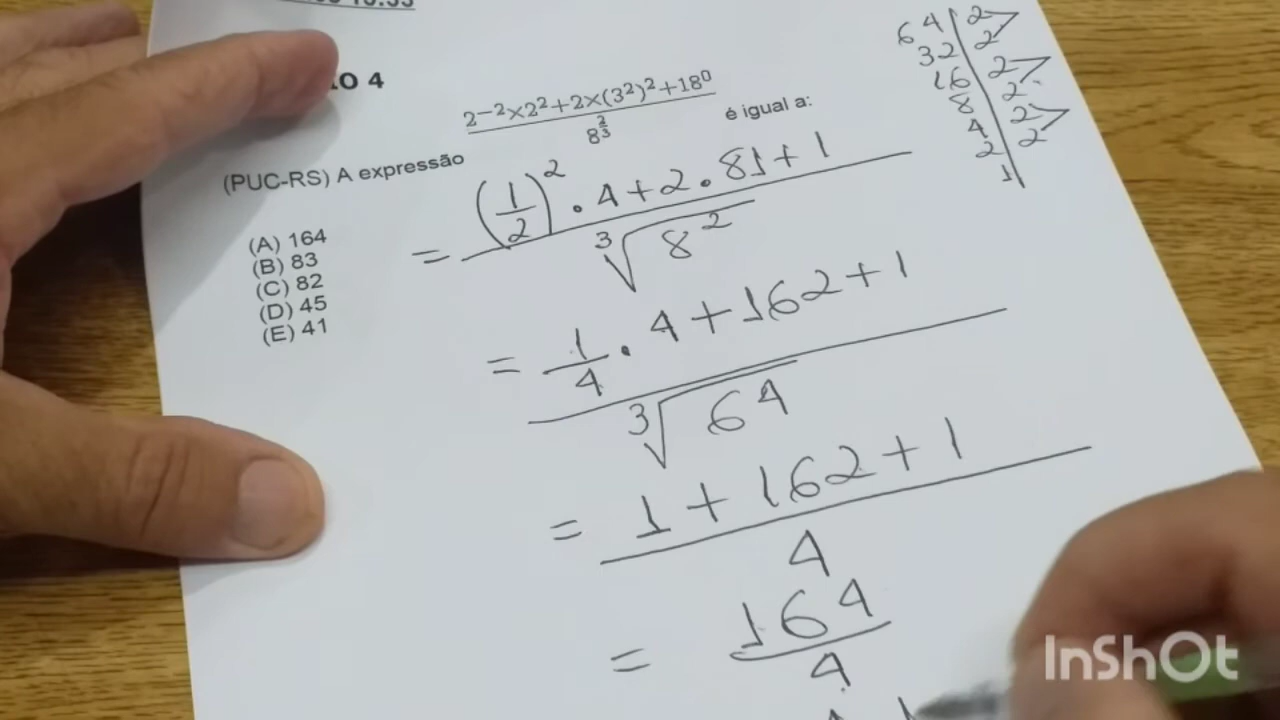 O 4
(PUC-RS) A expressão 2⁻²×2²+2×(3²)²+18⁰ / 8^(2/3) é igual a:
(A) 164
(B) 83
(C) 82
(D) 45
(E) 41
= (1/2)² . 4 + 2 . 81 + 1 / ³√8²
= 1/4 . 4 + 162 + 1 / ³√64
= 1 + 162 + 1 / 4
= 164 / 4
64 | 2
32 | 2
16 | 2
8 | 2
4 | 2
2 | 2
1
InShOt